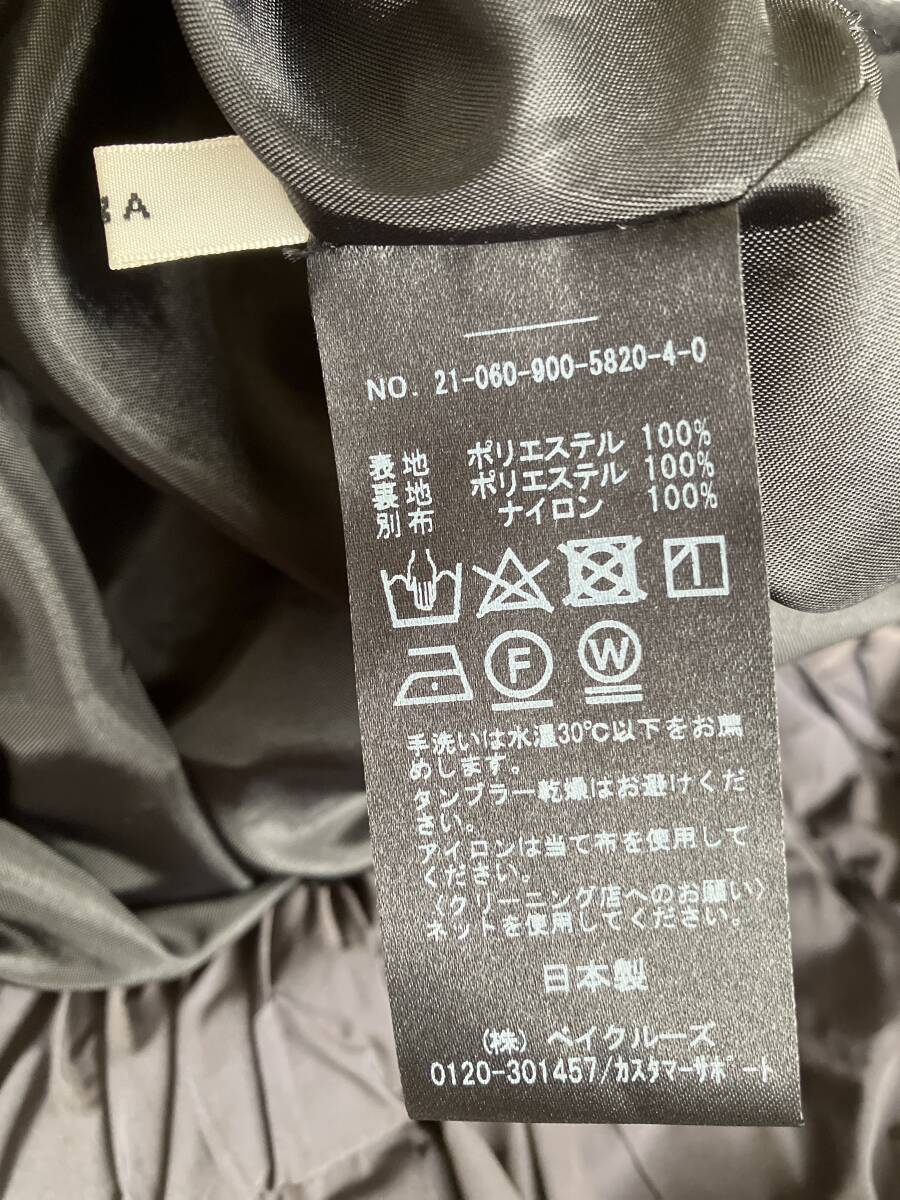 A
NO. 21-060-900-5820-4-0
表地 ポリエステル 100%
裏地 ポリエステル 100%
別布 ナイロン 100%
F W
手洗いは水温30℃以下をお薦
めします。
タンブラー乾燥はお避けくだ
さい。
アイロンは当て布を使用して
ください。
〈クリーニング店へのお願い〉
ネットを使用してください。
日本製
(株) ベイクルーズ
0120-301457/カスタマーサポート